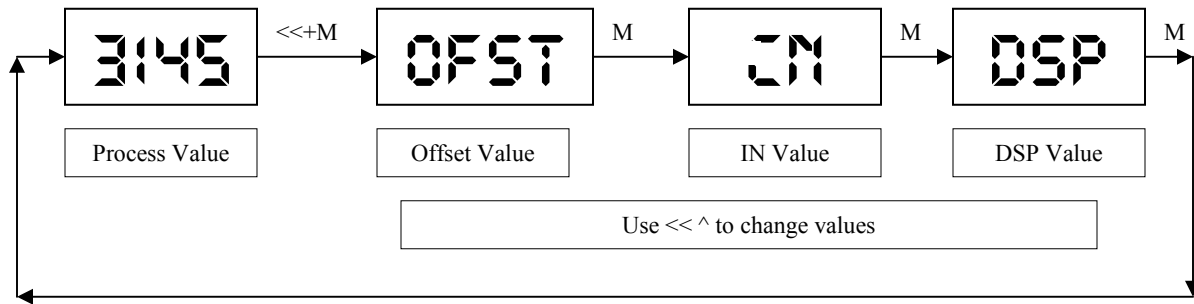 3145 <<+M OFST M IN M DSP M
Process Value Offset Value IN Value DSP Value
Use << ^ to change values